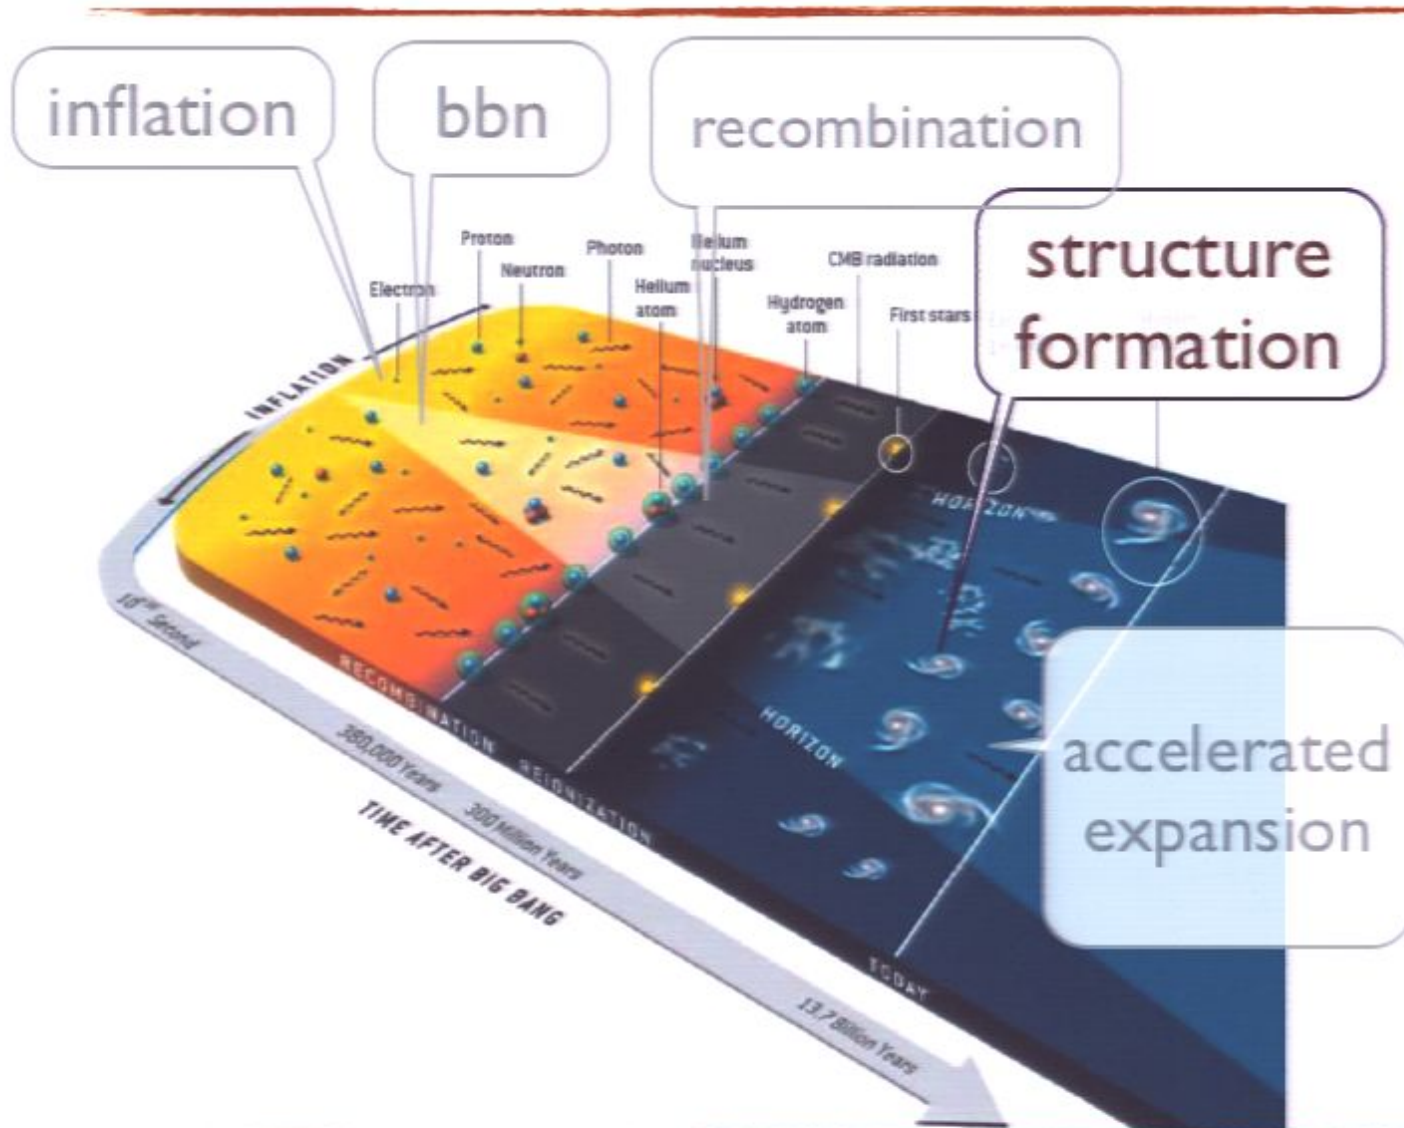 inflation
bbn
recombination
structure
formation
Proton
Neutron
Photon
Helium
nucleus
CMB radiation
Electron
Helium
atom
Hydrogen
atom
First stars
INFLATION
HORIZON
HORIZON
accelerated
expansion
Second
RECOMBINATION
380,000 Years
REIONIZATION
300 Million Years
TIME AFTER BIG BANG
TODAY
13.7 Billion Years